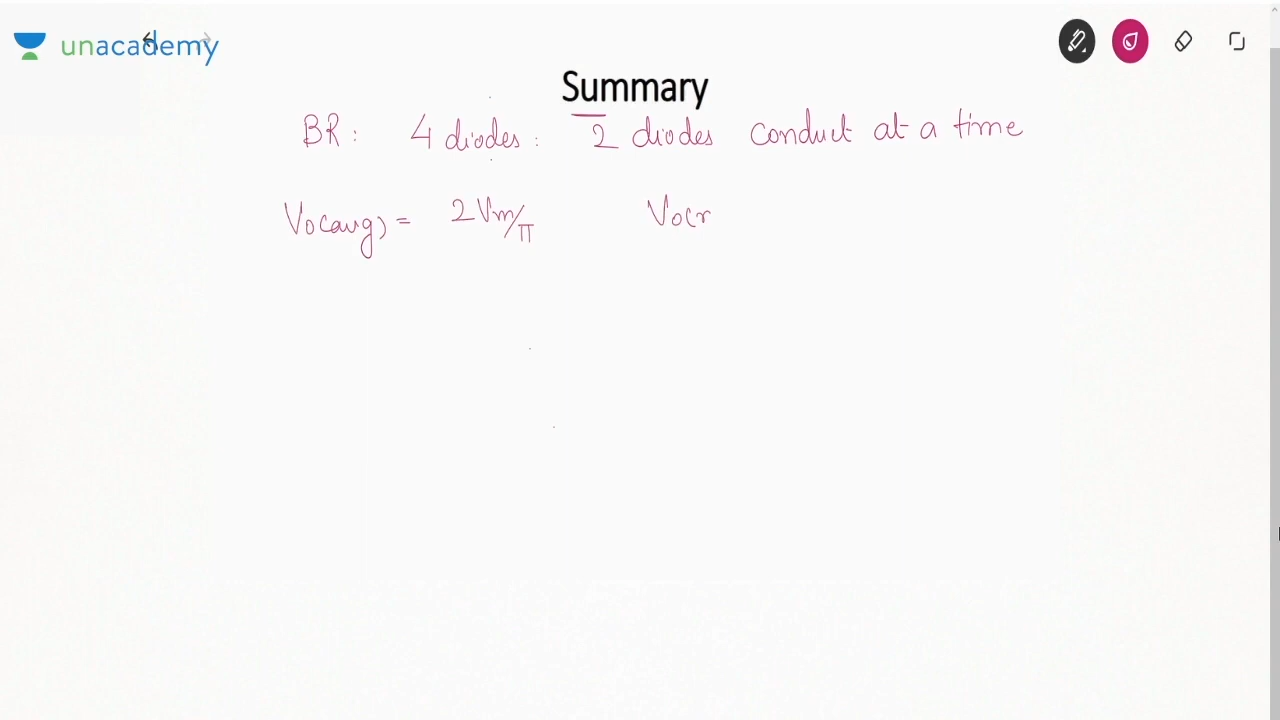 unacademy
Summary
BR: 4 diodes: 2 diodes conduct at a time
Vo(avg) = 2Vm/π Vo(r